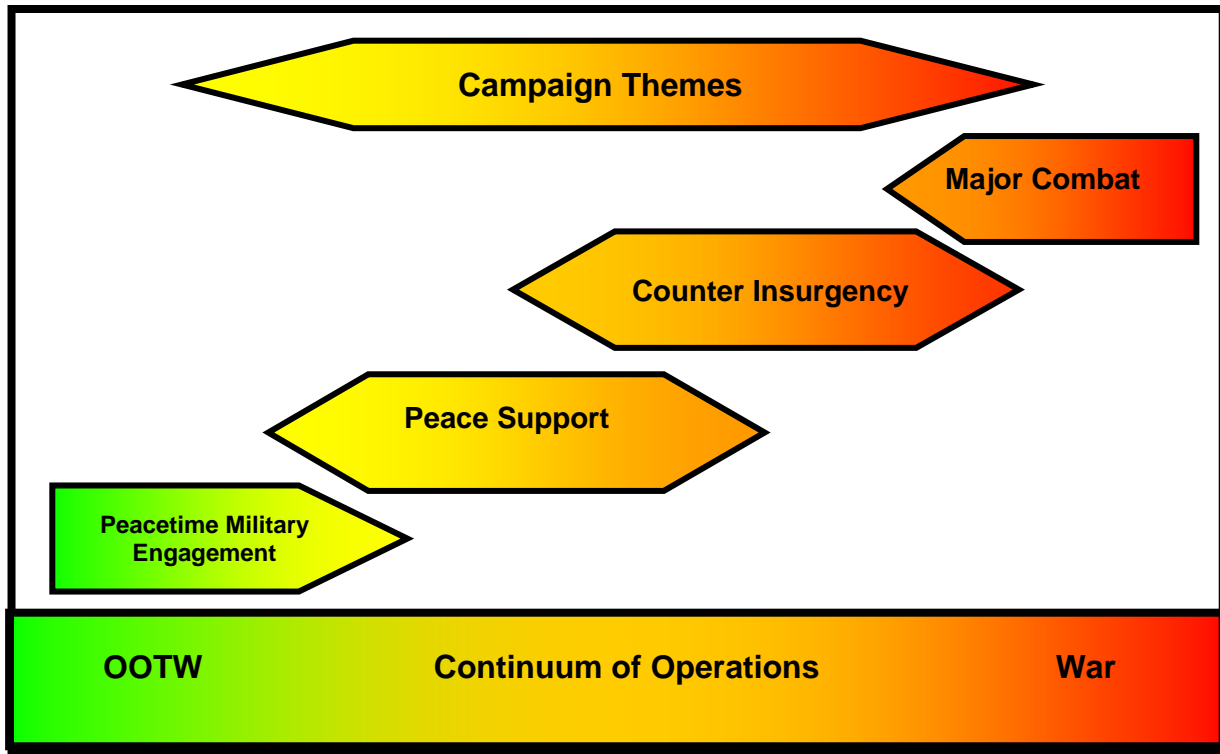 Campaign Themes
Major Combat
Counter Insurgency
Peace Support
Peacetime Military
Engagement
OOTW
Continuum of Operations
War